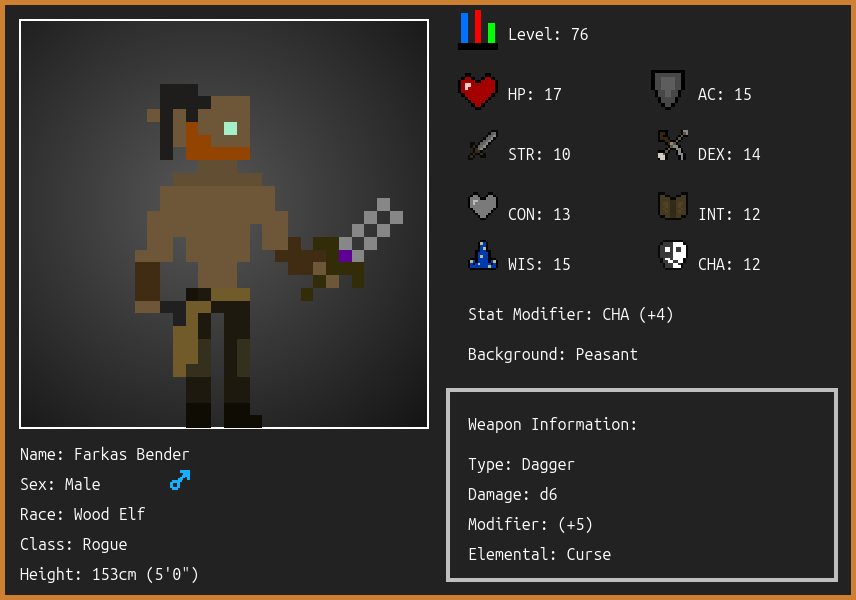 Level: 76
HP: 17
AC: 15
STR: 10
DEX: 14
CON: 13
INT: 12
WIS: 15
CHA: 12
Stat Modifier: CHA (+4)
Background: Peasant
Weapon Information:
Type: Dagger
Damage: d6
Modifier: (+5)
Elemental: Curse
Name: Farkas Bender
Sex: Male
Race: Wood Elf
Class: Rogue
Height: 153cm (5'0")